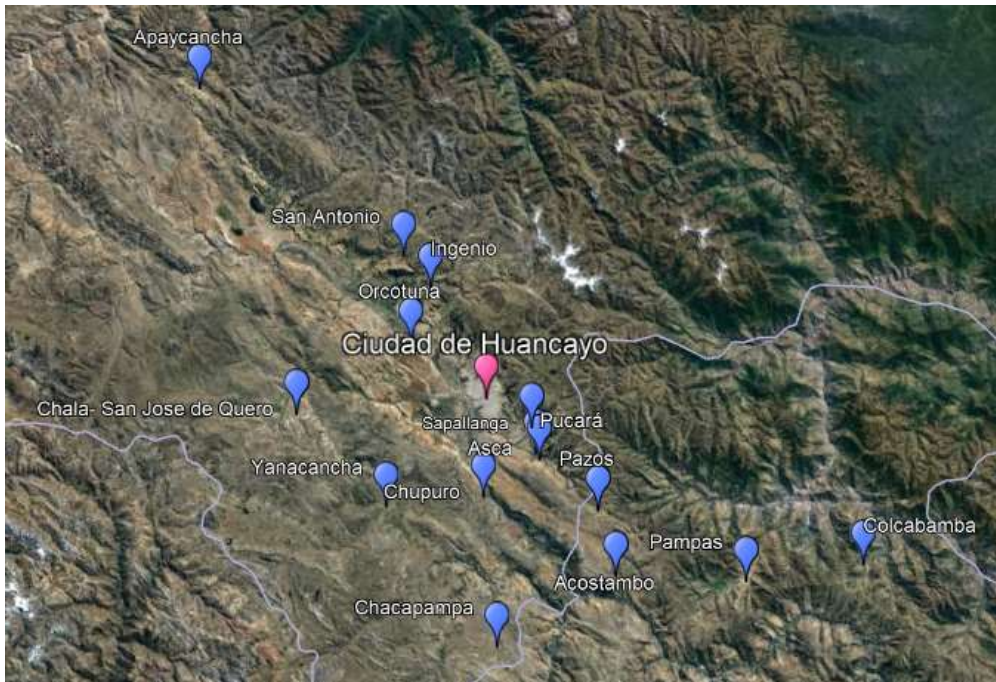 Apaycancha
San Antonio
Ingenio
Orcotuna
Ciudad de Huancayo
Chala- San Jose de Quero
Sapallanga
Pucará
Asca
Pazos
Yanacancha
Chupuro
Colcabamba
Pampas
Acostambo
Chacapampa